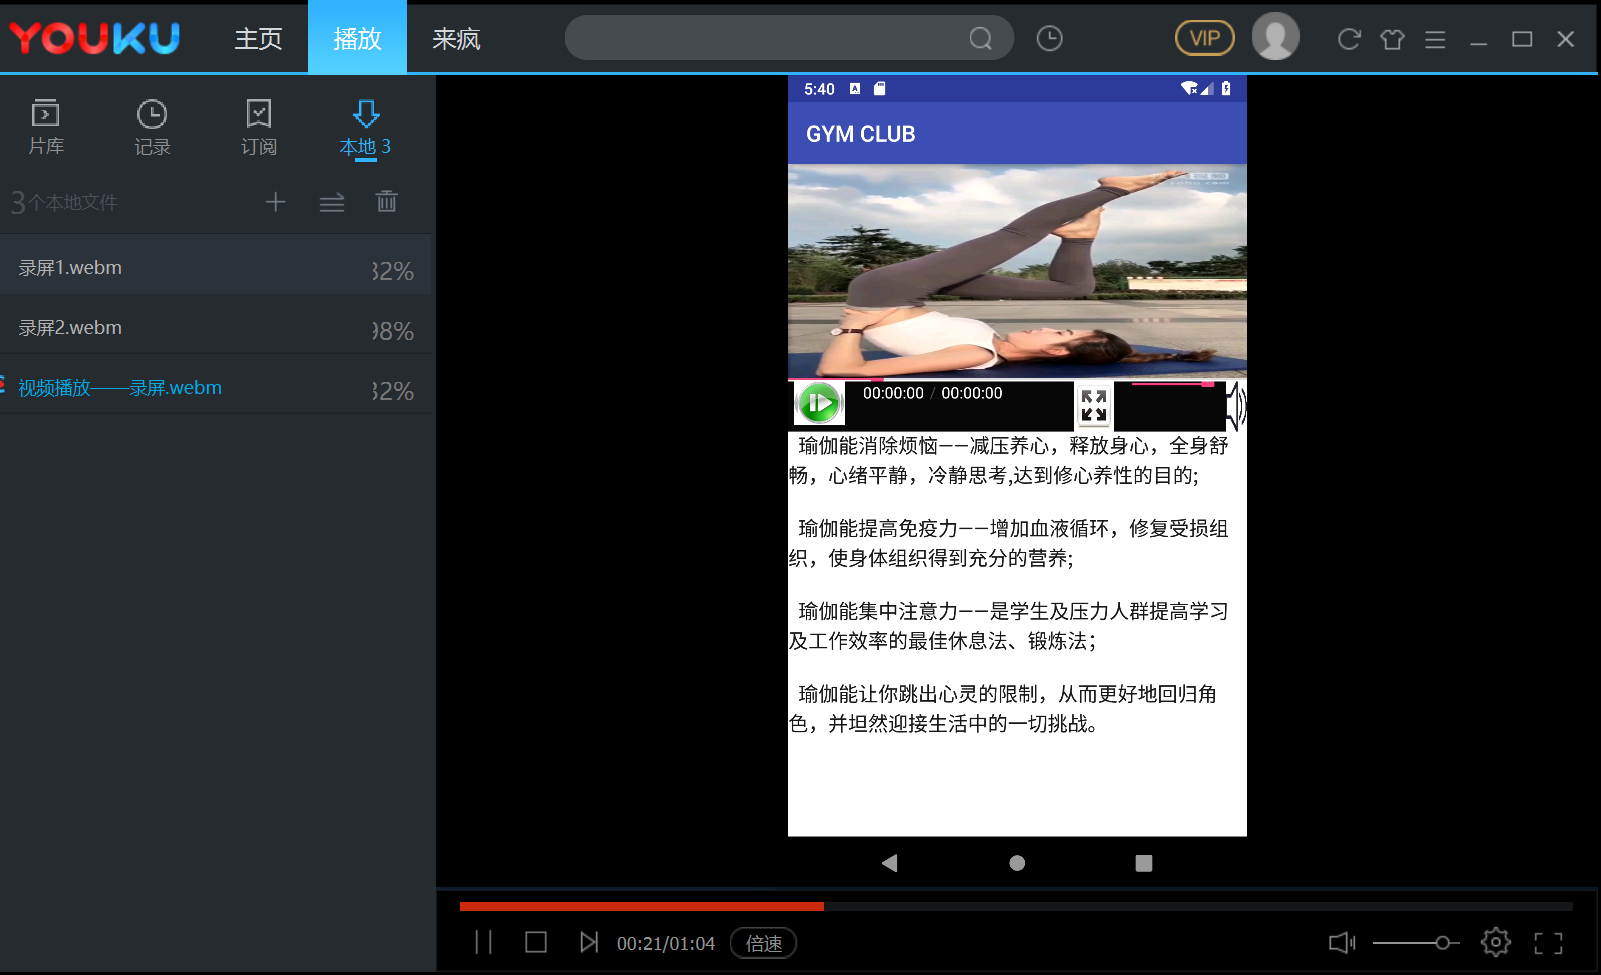 YOUKU
主页
播放
来疯
VIP
片库
记录
订阅
本地 3
3个本地文件
录屏1.webm
32%
录屏2.webm
98%
视频播放——录屏.webm
32%
5:40
GYM CLUB
00:00:00 / 00:00:00
瑜伽能消除烦恼——减压养心，释放身心，全身舒
畅，心绪平静，冷静思考,达到修心养性的目的;
瑜伽能提高免疫力——增加血液循环，修复受损组
织，使身体组织得到充分的营养;
瑜伽能集中注意力——是学生及压力人群提高学习
及工作效率的最佳休息法、锻炼法；
瑜伽能让你跳出心灵的限制，从而更好地回归角
色，并坦然迎接生活中的一切挑战。
00:21/01:04
倍速